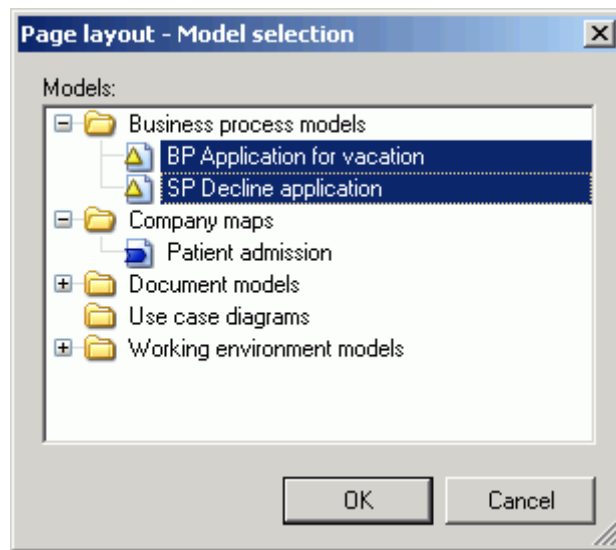 Page layout - Model selection
Models:
Business process models
BP Application for vacation
SP Decline application
Company maps
Patient admission
Document models
Use case diagrams
Working environment models
OK Cancel